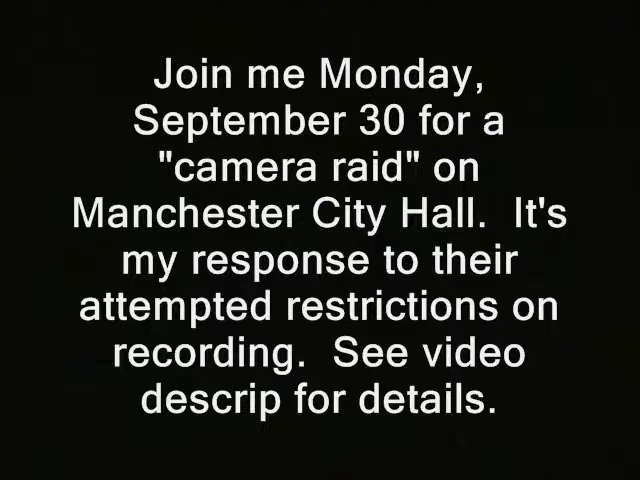 Join me Monday,
September 30 for a
"camera raid" on
Manchester City Hall.  It's
my response to their
attempted restrictions on
recording.  See video
descrip for details.